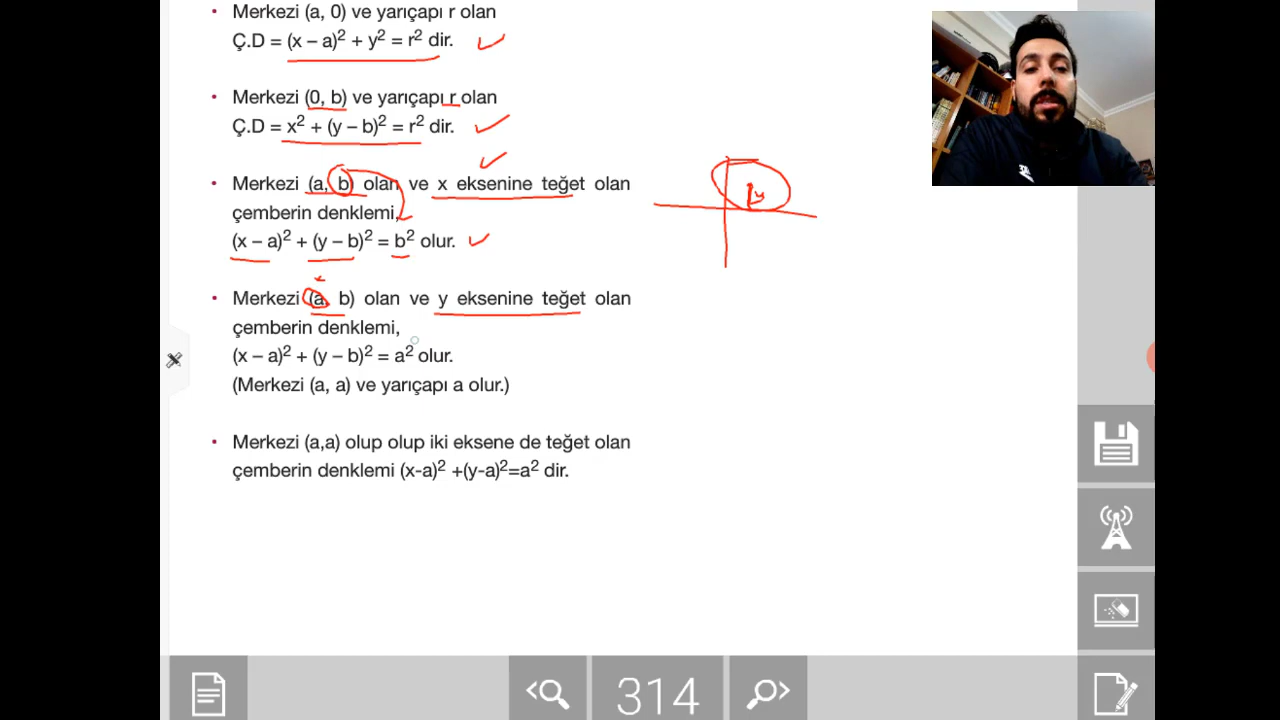 • Merkezi (a, 0) ve yarıçapı r olan
Ç.D = (x – a)² + y² = r² dir.
• Merkezi (0, b) ve yarıçapı r olan
Ç.D = x² + (y – b)² = r² dir.
• Merkezi (a, b) olan ve x eksenine teğet olan
çemberin denklemi,
(x – a)² + (y – b)² = b² olur.
• Merkezi (a, b) olan ve y eksenine teğet olan
çemberin denklemi,
(x – a)² + (y – b)² = a² olur.
(Merkezi (a, a) ve yarıçapı a olur.)
• Merkezi (a,a) olup olup iki eksene de teğet olan
çemberin denklemi (x-a)² +(y-a)²=a² dir.
314